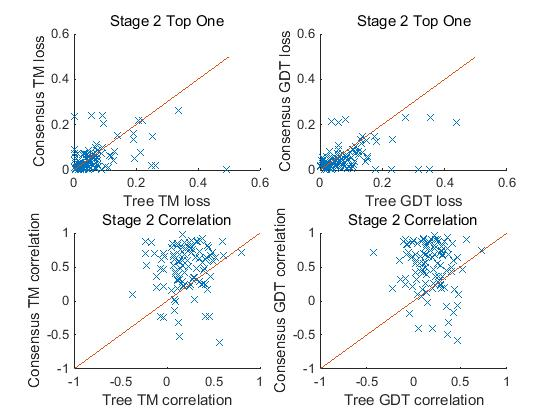 Stage 2 Top One
Stage 2 Top One
0.6
0.4
0.2
0
0 0.2 0.4 0.6
Consensus TM loss
Tree TM loss
0.6
0.4
0.2
0
0 0.2 0.4 0.6
Consensus GDT loss
Tree GDT loss
Stage 2 Correlation
Stage 2 Correlation
1
0.5
0
-0.5
-1
-1 -0.5 0 0.5 1
Consensus TM correlation
Tree TM correlation
1
0.5
0
-0.5
-1
-1 -0.5 0 0.5 1
Consensus GDT correlation
Tree GDT correlation